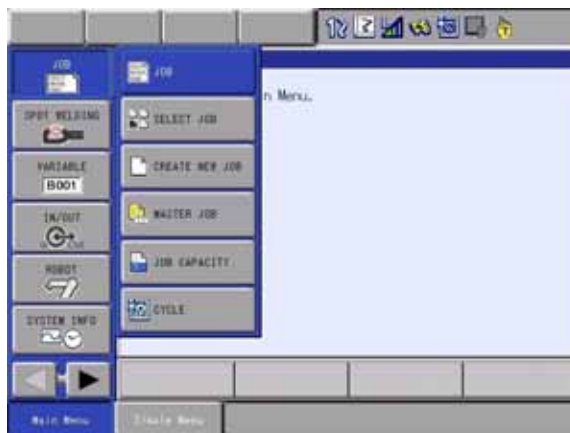 JOB
JOB
n Menu.
SPOT WELDING
SELECT JOB
VARIABLE
B001
CREATE NEW JOB
IN/OUT
MASTER JOB
ROBOT
JOB CAPACITY
SYSTEM INFO
CYCLE
Main Menu
Simple Menu